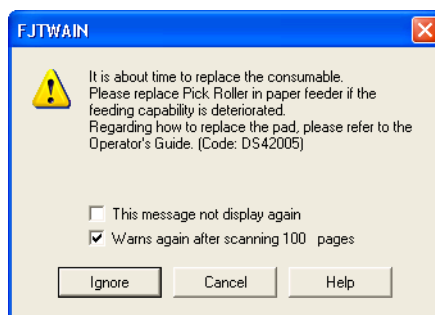 FJTWAIN
It is about time to replace the consumable.
Please replace Pick Roller in paper feeder if the
feeding capability is deteriorated.
Regarding how to replace the pad, please refer to the
Operator's Guide. (Code: DS42005)
This message not display again
Warns again after scanning 100 pages
Ignore Cancel Help